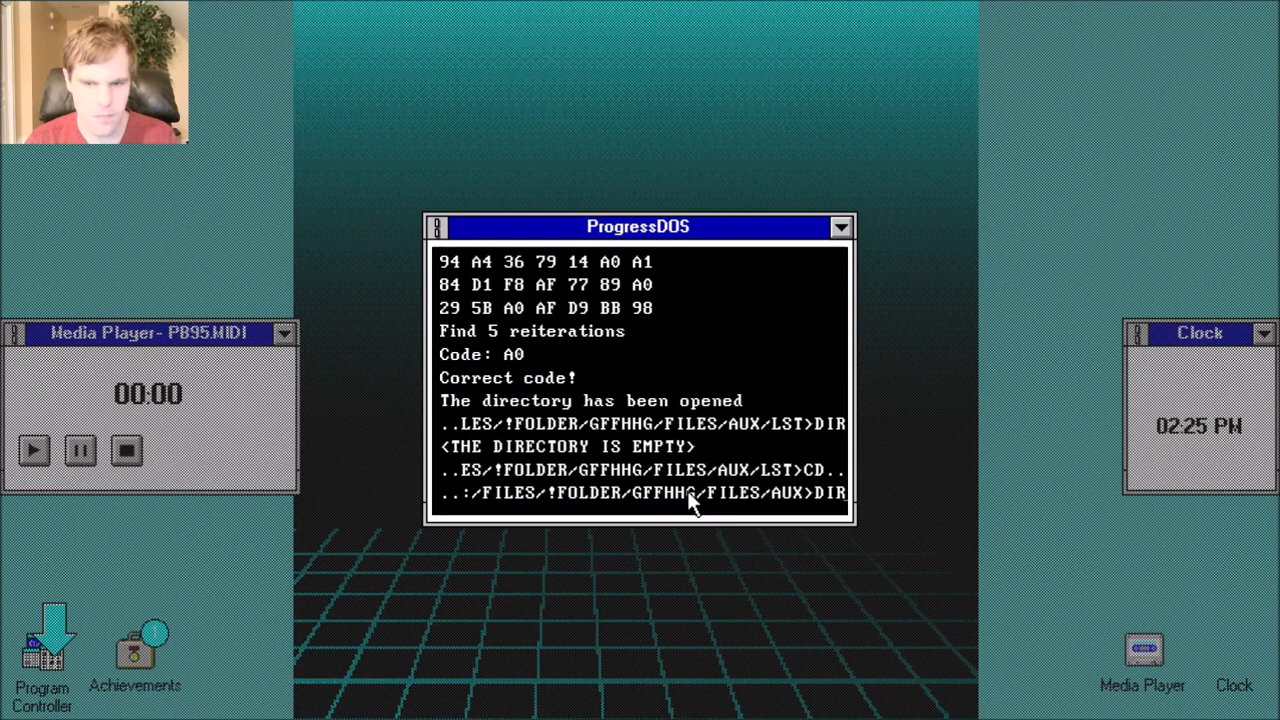 ProgressDOS
94 A4 36 79 14 A0 A1
84 D1 F8 AF 77 89 A0
29 5B A0 AF D9 BB 98
Find 5 reiterations
Code: A0
Correct code!
The directory has been opened
..LES/!FOLDER/GFFHHG/FILES/AUX/LST>DIR
<THE DIRECTORY IS EMPTY>
..ES/!FOLDER/GFFHHG/FILES/AUX/LST>CD..
..:/FILES/!FOLDER/GFFHHG/FILES/AUX>DIR
Media Player- PB95.MIDI
00:00
Clock
02:25 PM
Program
Controller
Achievements
Media Player
Clock